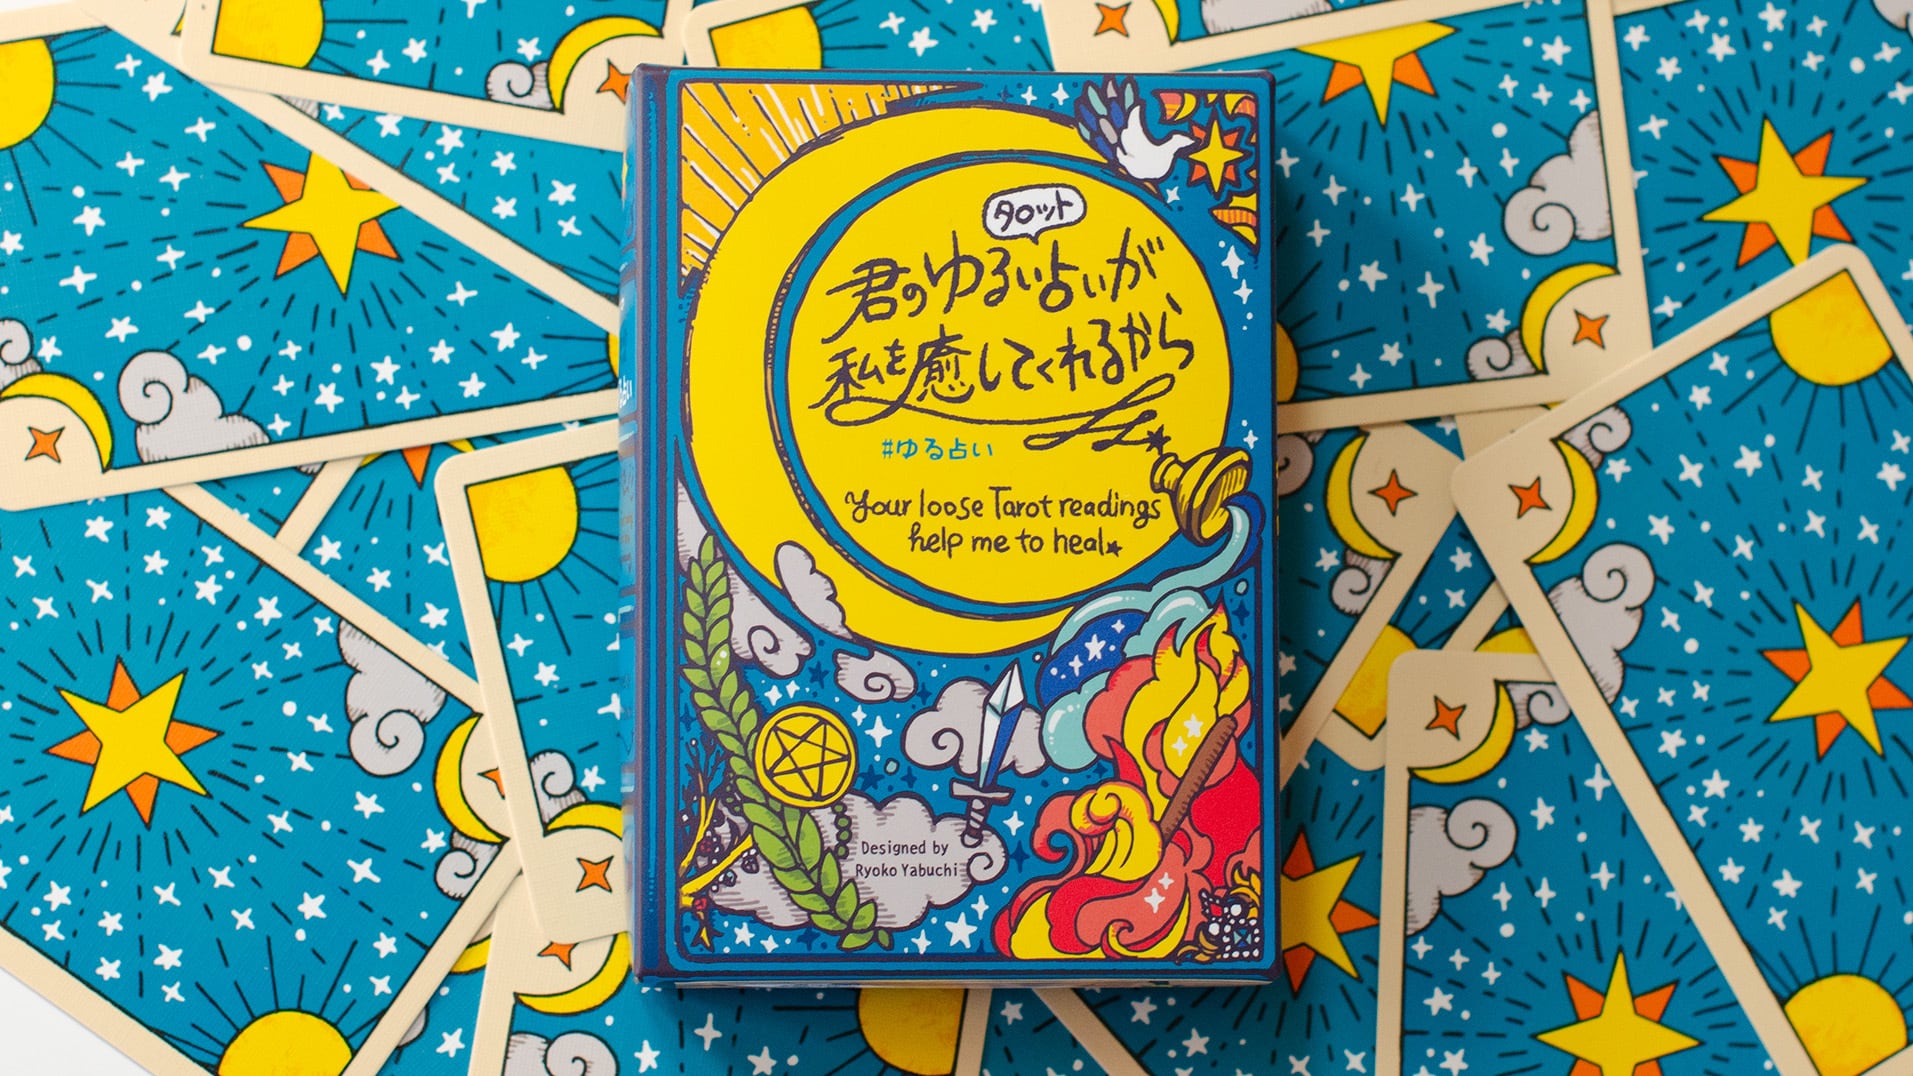 タロット
君のゆるい占いが
私を癒してくれるから
#ゆる占い
Your loose Tarot readings
help me to heal
Designed by
Ryoko Yabuchi